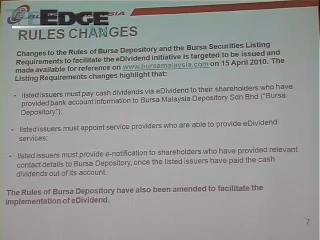 EDGE
RULES CHANGES
Changes to the Rules of Bursa Depository and the Bursa Securities Listing
Requirements to facilitate the eDividend initiative is targeted to be issued and
made available for reference on www.bursamalaysia.com on 15 April 2010. The
Listing Requirements changes highlight that:
- listed issuers must pay cash dividends via eDividend to their shareholders who have
provided bank account information to Bursa Malaysia Depository Sdn Bhd ("Bursa
Depository");
- listed issuers must appoint service providers who are able to provide eDividend
services;
- listed issuers must provide e-notification to shareholders who have provided relevant
contact details to Bursa Depository, once the listed issuers have paid the cash
dividends out of its account.
The Rules of Bursa Depository have also been amended to facilitate the
implementation of eDividend.
7